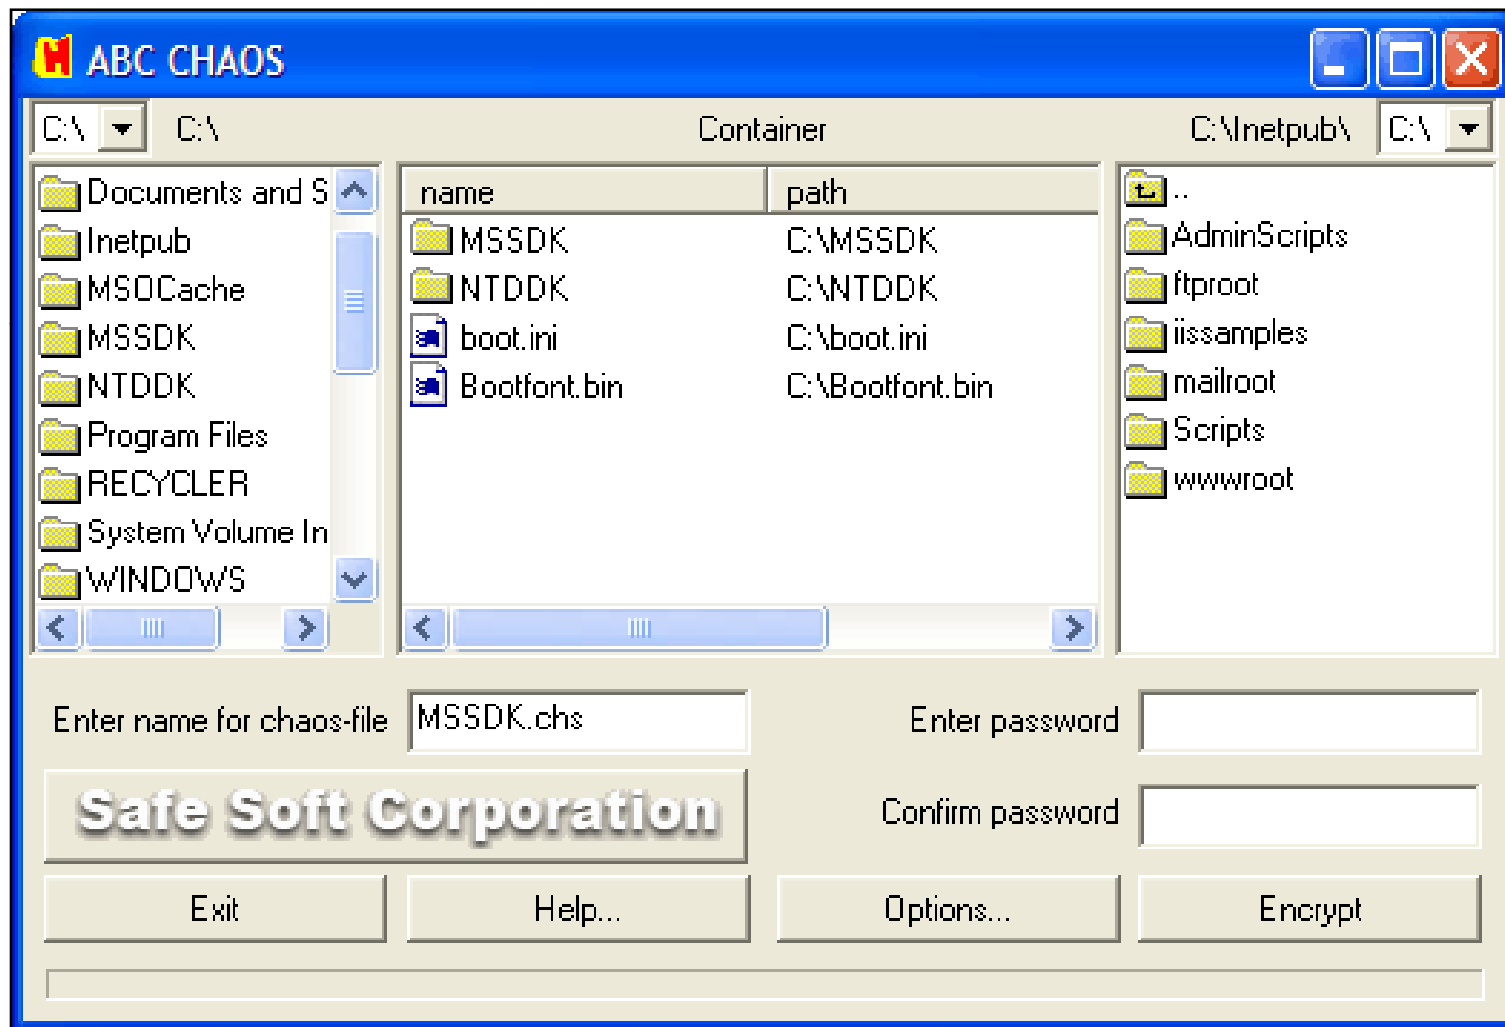 ABC CHAOS
C:\ C:\ Container C:\Inetpub\ C:\
Documents and S
Inetpub
MSOCache
MSSDK
NTDDK
Program Files
RECYCLER
System Volume In
WINDOWS
name path
MSSDK C:\MSSDK
NTDDK C:\NTDDK
boot.ini C:\boot.ini
Bootfont.bin C:\Bootfont.bin
..
AdminScripts
ftproot
iissamples
mailroot
Scripts
wwwroot
Enter name for chaos-file MSSDK.chs Enter password
Safe Soft Corporation Confirm password
Exit Help... Options... Encrypt